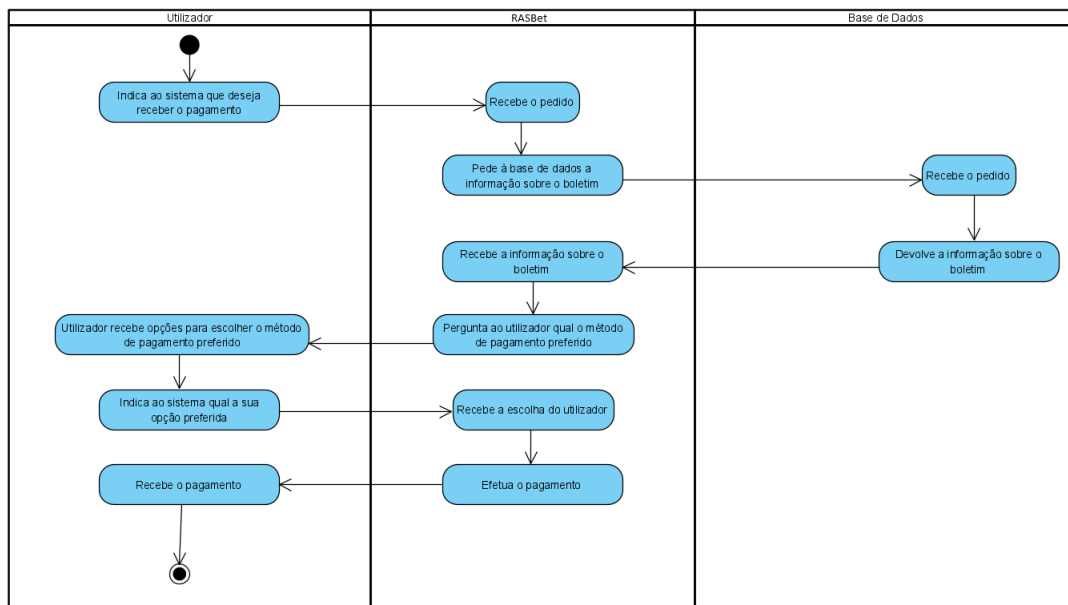 Utilizador
RASBet
Base de Dados
Indica ao sistema que deseja
receber o pagamento
Recebe o pedido
Pede à base de dados a
informação sobre o boletim
Recebe o pedido
Devolve a informação sobre o
boletim
Recebe a informação sobre o
boletim
Pergunta ao utilizador qual o método
de pagamento preferido
Utilizador recebe opções para escolher o método
de pagamento preferido
Indica ao sistema qual a sua
opção preferida
Recebe a escolha do utilizador
Efetua o pagamento
Recebe o pagamento